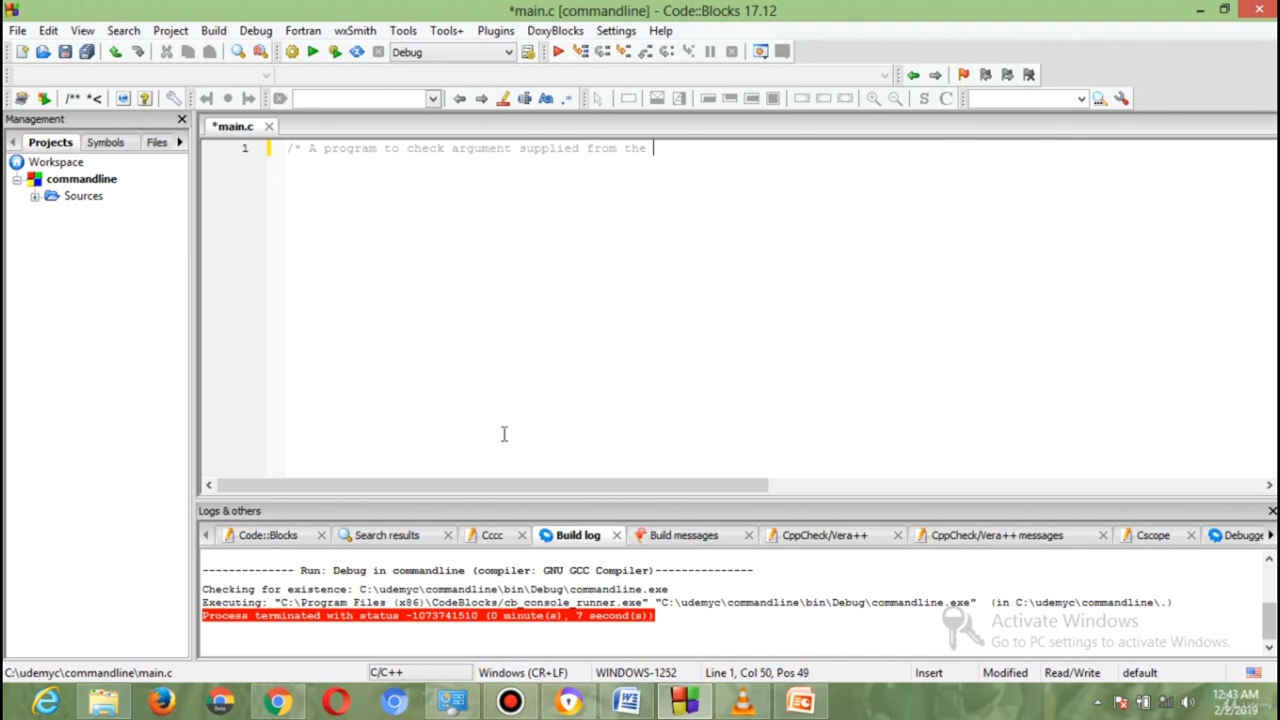 *main.c [commandline] - Code::Blocks 17.12
File Edit View Search Project Build Debug Fortran wxSmith Tools Tools+ Plugins DoxyBlocks Settings Help
Debug
/** *<
S C
Management
*main.c
Projects Symbols Files
1 /* A program to check argument supplied from the
Workspace
commandline
Sources
Logs & others
Code::Blocks Search results Cccc Build log Build messages CppCheck/Vera++ CppCheck/Vera++ messages Cscope Debugge
-------------- Run: Debug in commandline (compiler: GNU GCC Compiler)---------------
Checking for existence: C:\udemyc\commandline\bin\Debug\commandline.exe
Executing: "C:\Program Files (x86)\CodeBlocks/cb_console_runner.exe" "C:\udemyc\commandline\bin\Debug\commandline.exe" (in C:\udemyc\commandline\.)
Process terminated with status -1073741510 (0 minute(s), 7 second(s))
Activate Windows
Go to PC settings to activate Windows.
C:\udemyc\commandline\main.c C/C++ Windows (CR+LF) WINDOWS-1252 Line 1, Col 50, Pos 49 Insert Modified Read/Write default
12:43 AM
2/2/2019